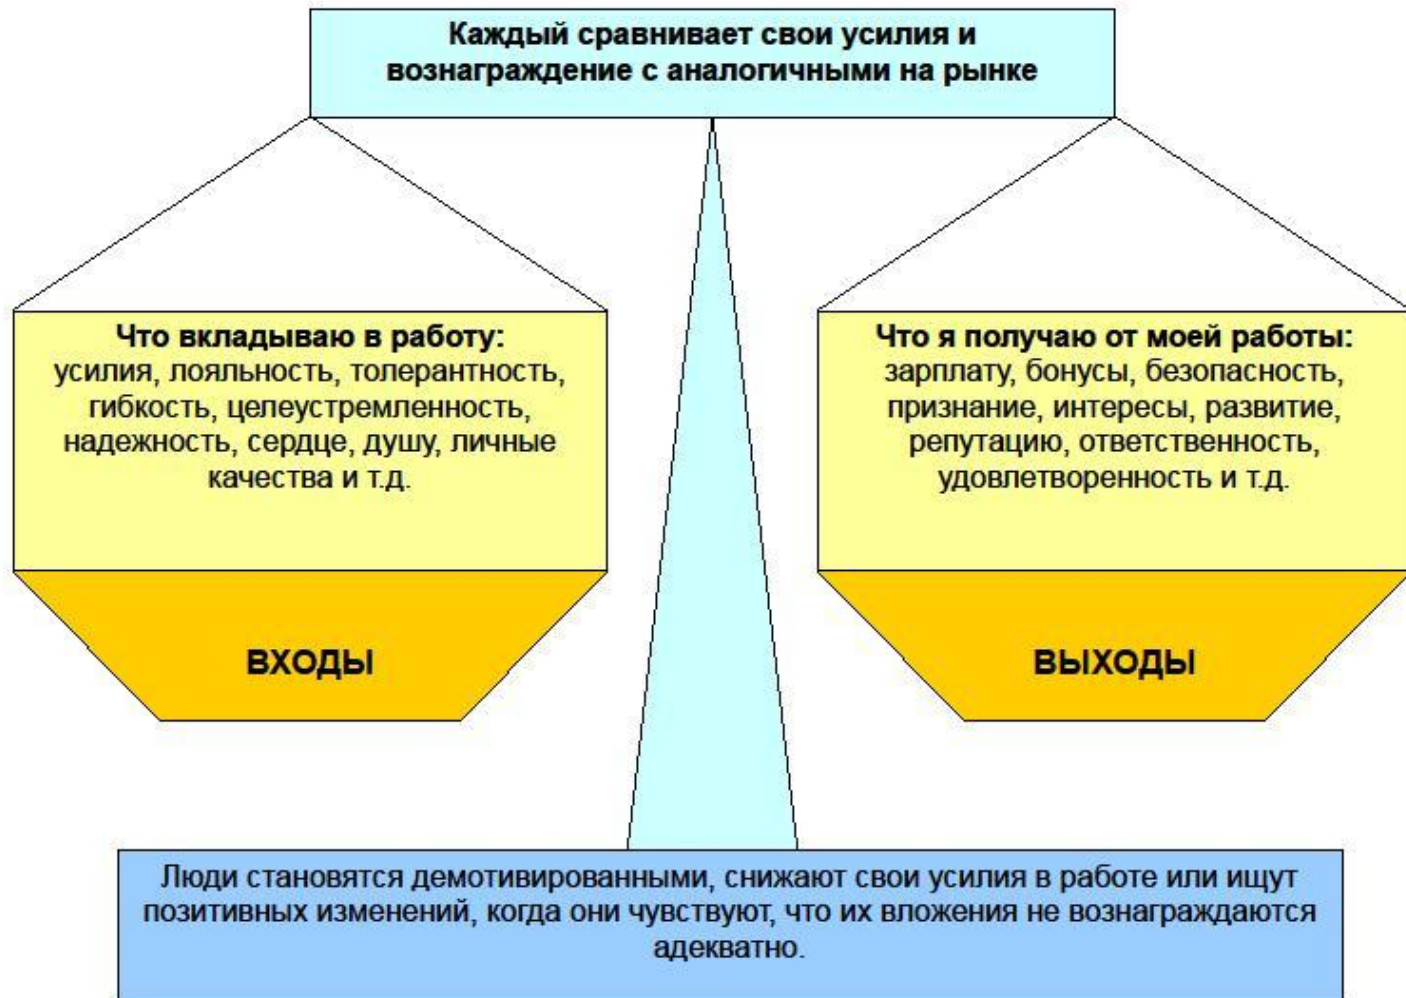 Каждый сравнивает свои усилия и
вознаграждение с аналогичными на рынке
Что вкладываю в работу:
усилия, лояльность, толерантность,
гибкость, целеустремленность,
надежность, сердце, душу, личные
качества и т.д.
ВХОДЫ
Что я получаю от моей работы:
зарплату, бонусы, безопасность,
признание, интересы, развитие,
репутацию, ответственность,
удовлетворенность и т.д.
ВЫХОДЫ
Люди становятся демотивированными, снижают свои усилия в работе или ищут
позитивных изменений, когда они чувствуют, что их вложения не вознаграждаются
адекватно.